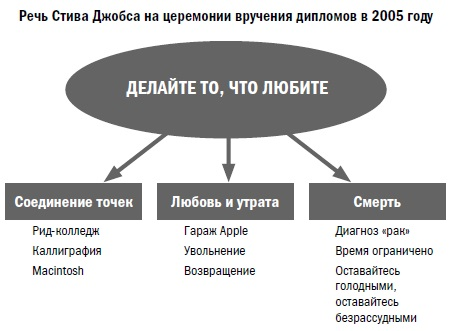 Речь Стива Джобса на церемонии вручения дипломов в 2005 году
ДЕЛАЙТЕ ТО, ЧТО ЛЮБИТЕ
Соединение точек
Рид-колледж
Каллиграфия
Macintosh
Любовь и утрата
Гараж Apple
Увольнение
Возвращение
Смерть
Диагноз «рак»
Время ограничено
Оставайтесь
голодными,
оставайтесь
безрассудными